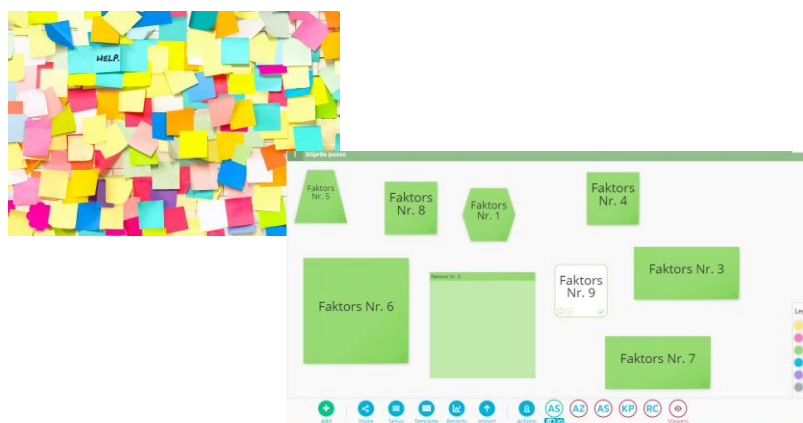 HELP.
Stiprās puses
Faktors
Nr. 5
Faktors
Nr. 8
Faktors
Nr. 1
Faktors
Nr. 4
Faktors Nr. 6
Faktors Nr. 2
Faktors
Nr. 9
Faktors Nr. 3
Faktors Nr. 7
Add
Share
Setup
Template
Reports
Import
Actions
AS
AZ
AS
KP
RC
Viewers